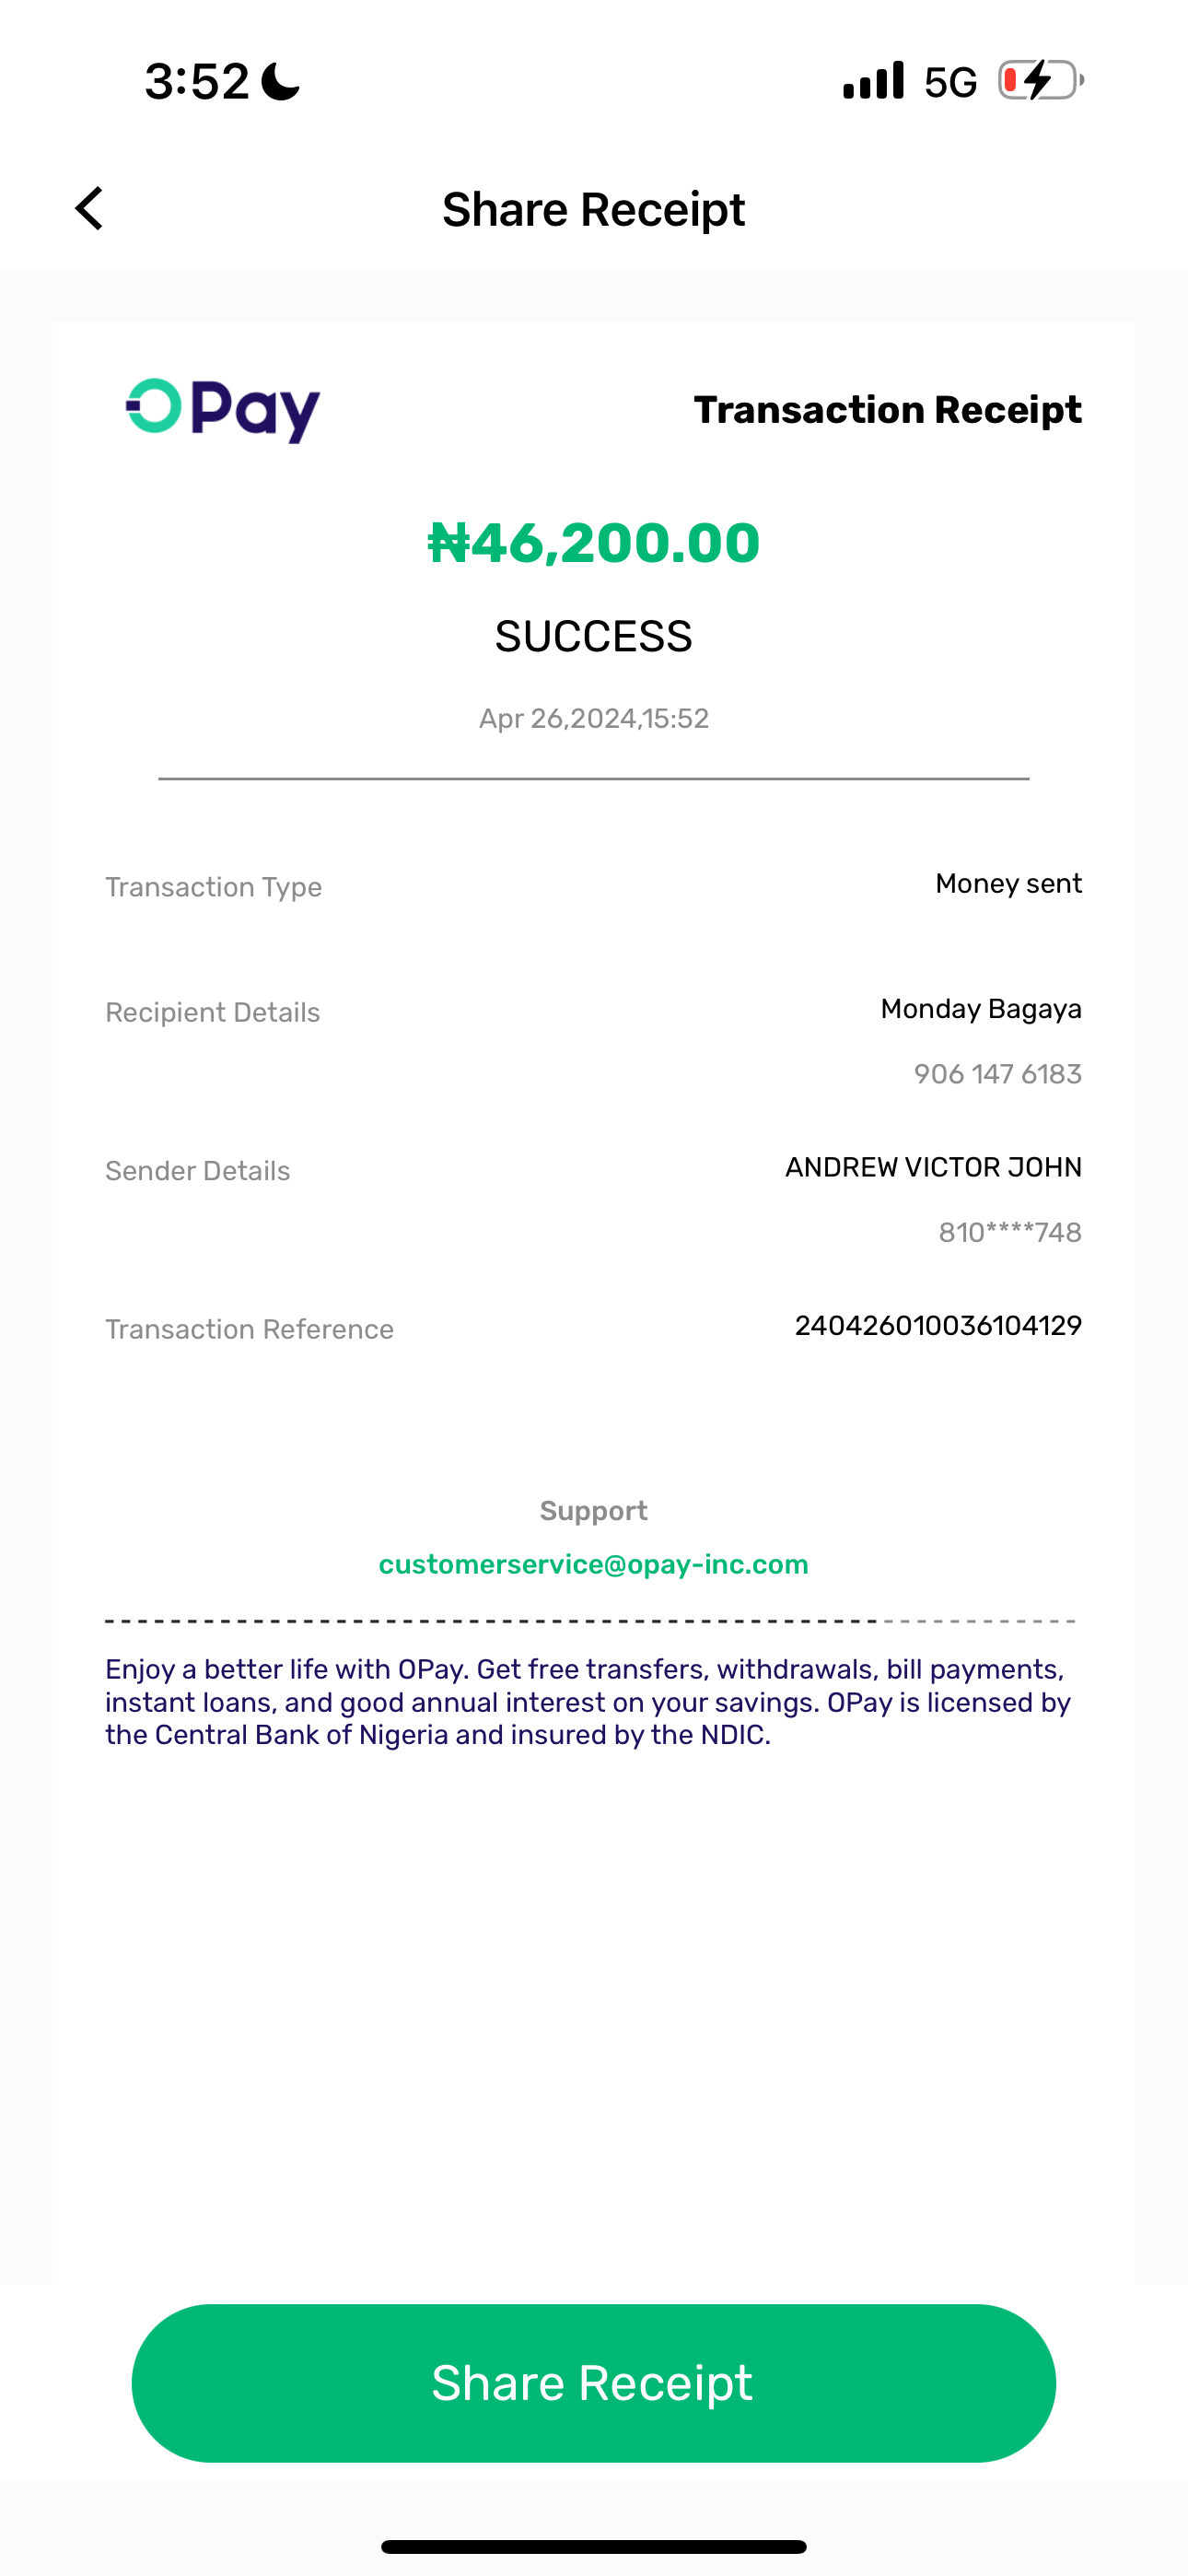 3:52
5G
Share Receipt
OPay
Transaction Receipt
₦46,200.00
SUCCESS
Apr 26,2024,15:52
Transaction Type
Money sent
Recipient Details
Monday Bagaya
906 147 6183
Sender Details
ANDREW VICTOR JOHN
810****748
Transaction Reference
240426010036104129
Support
customerservice@opay-inc.com
Enjoy a better life with OPay. Get free transfers, withdrawals, bill payments,
instant loans, and good annual interest on your savings. OPay is licensed by
the Central Bank of Nigeria and insured by the NDIC.
Share Receipt